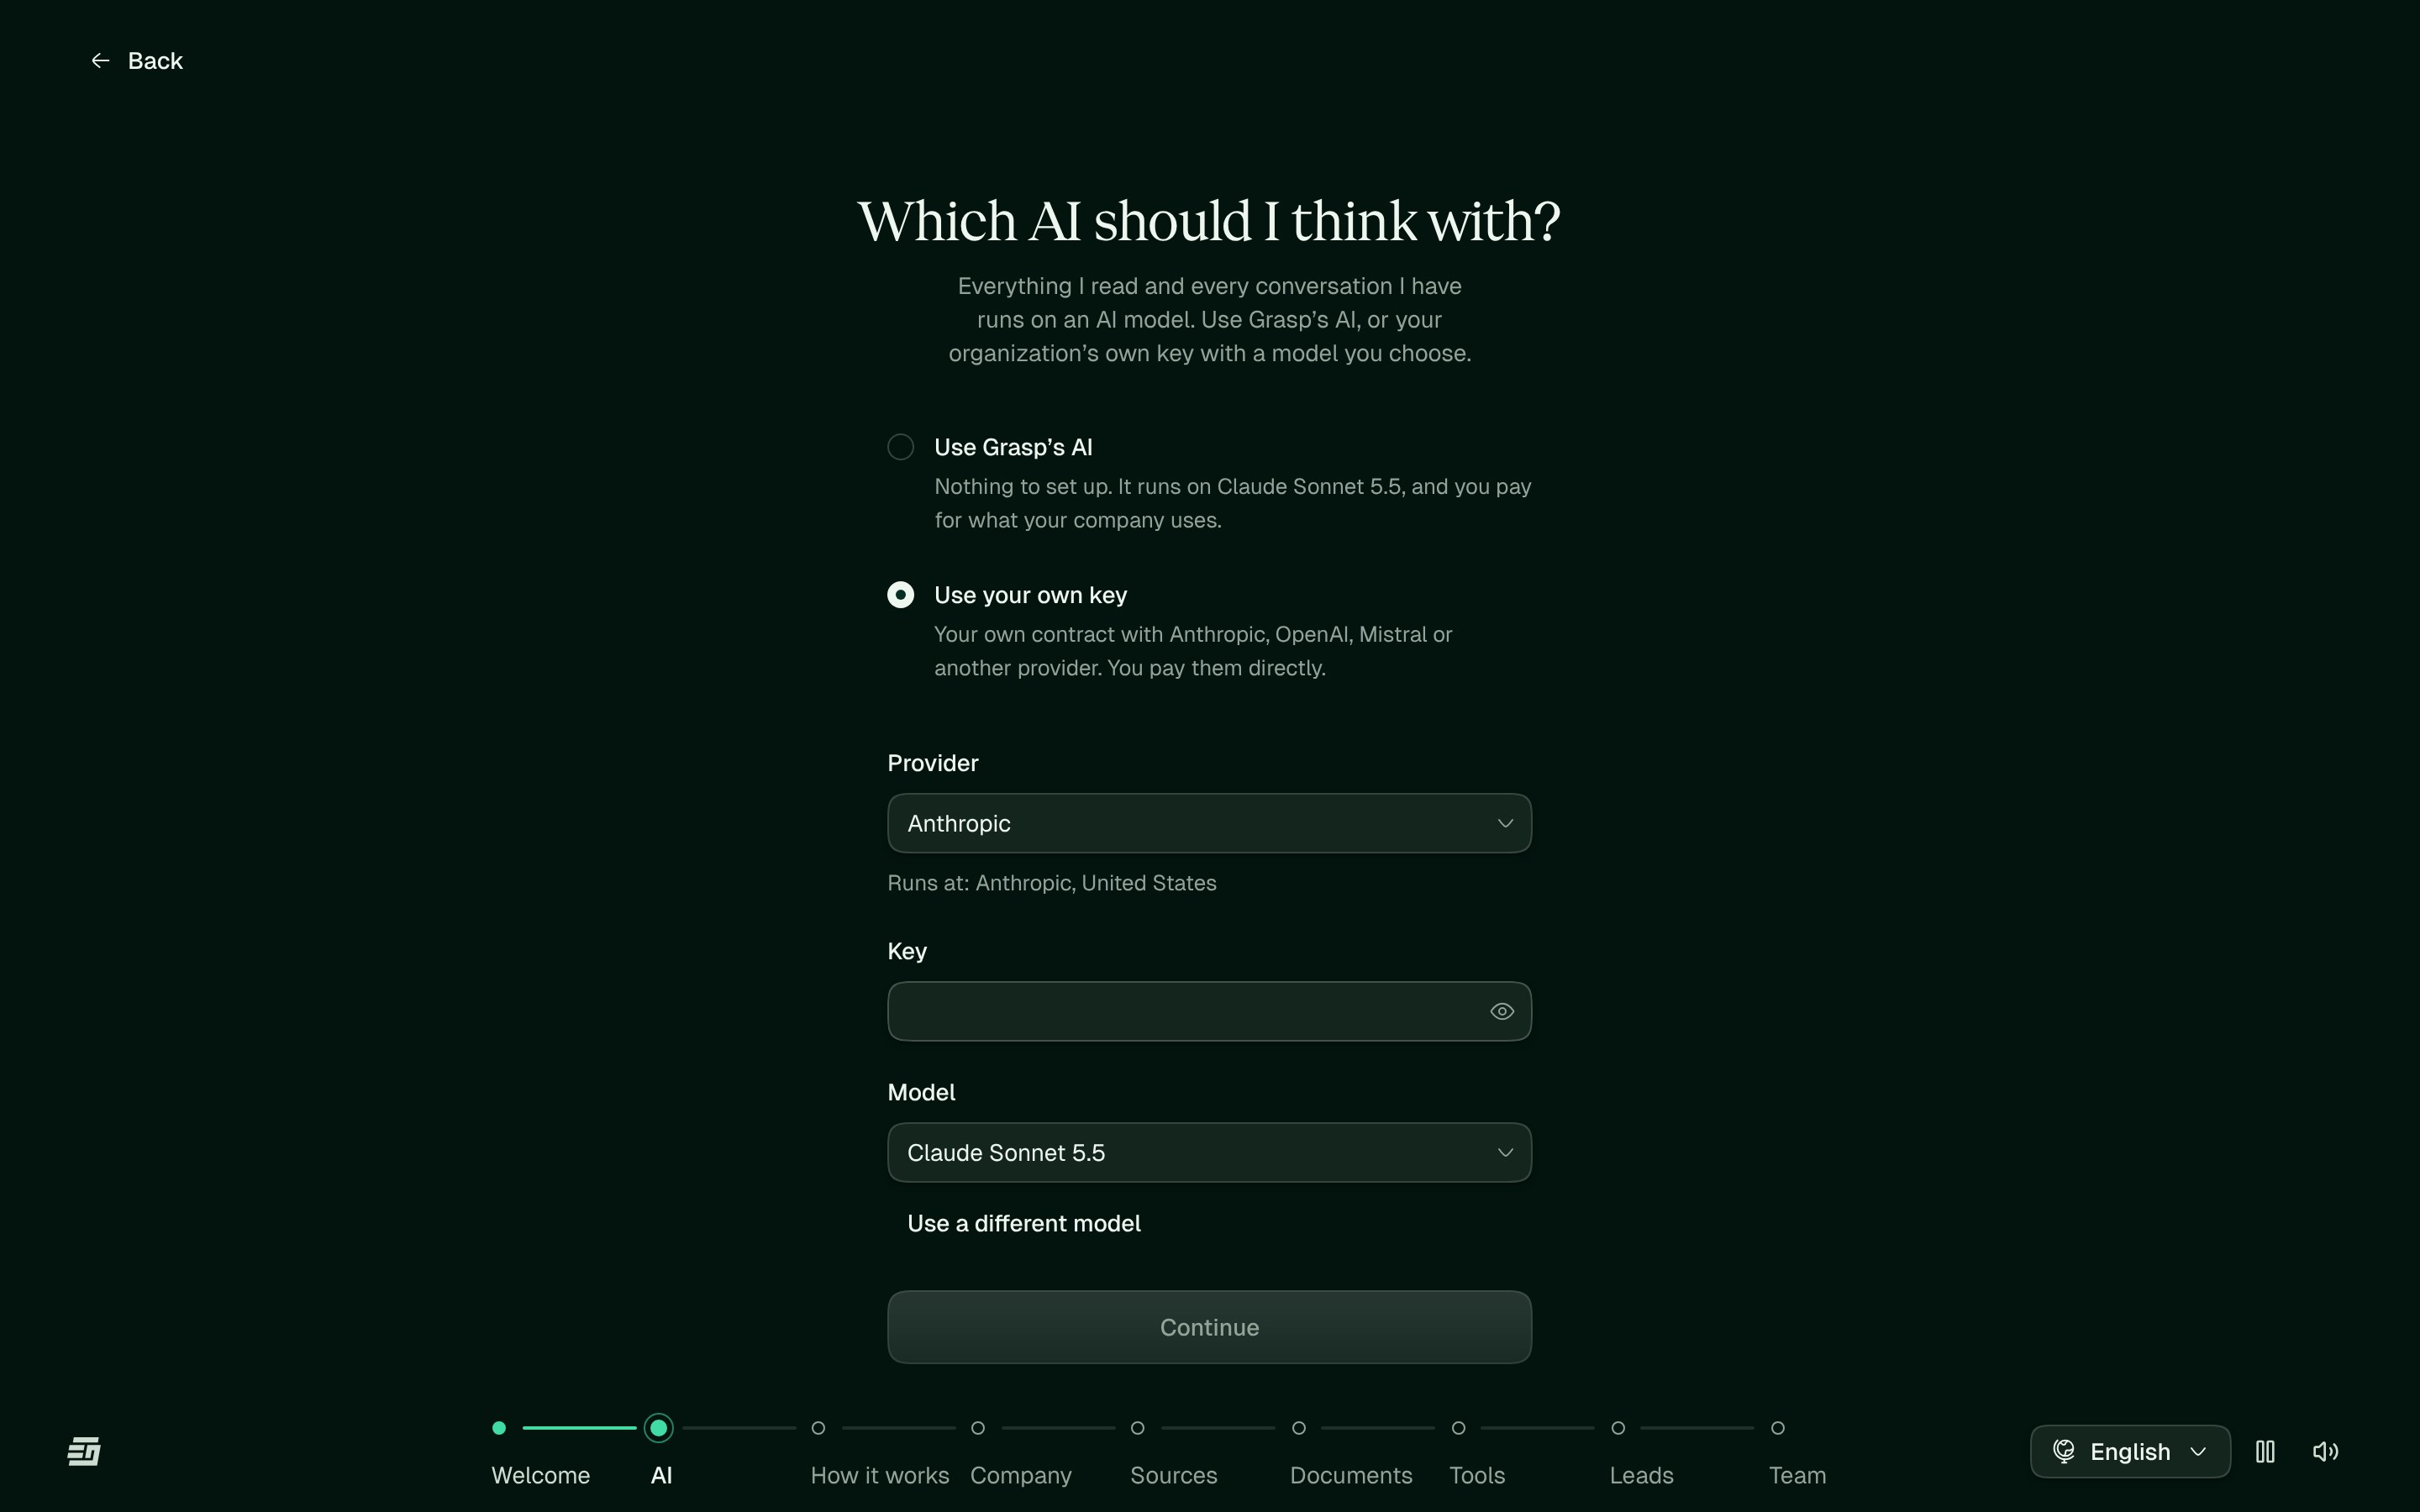 Back
Which AI should I think with?
Everything I read and every conversation I have
runs on an AI model. Use Grasp’s AI, or your
organization’s own key with a model you choose.
Use Grasp’s AI
Nothing to set up. It runs on Claude Sonnet 5.5, and you pay
for what your company uses.
Use your own key
Your own contract with Anthropic, OpenAI, Mistral or
another provider. You pay them directly.
Provider
Anthropic
Runs at: Anthropic, United States
Key
Model
Claude Sonnet 5.5
Use a different model
Continue
Welcome AI How it works Company Sources Documents Tools Leads Team
English